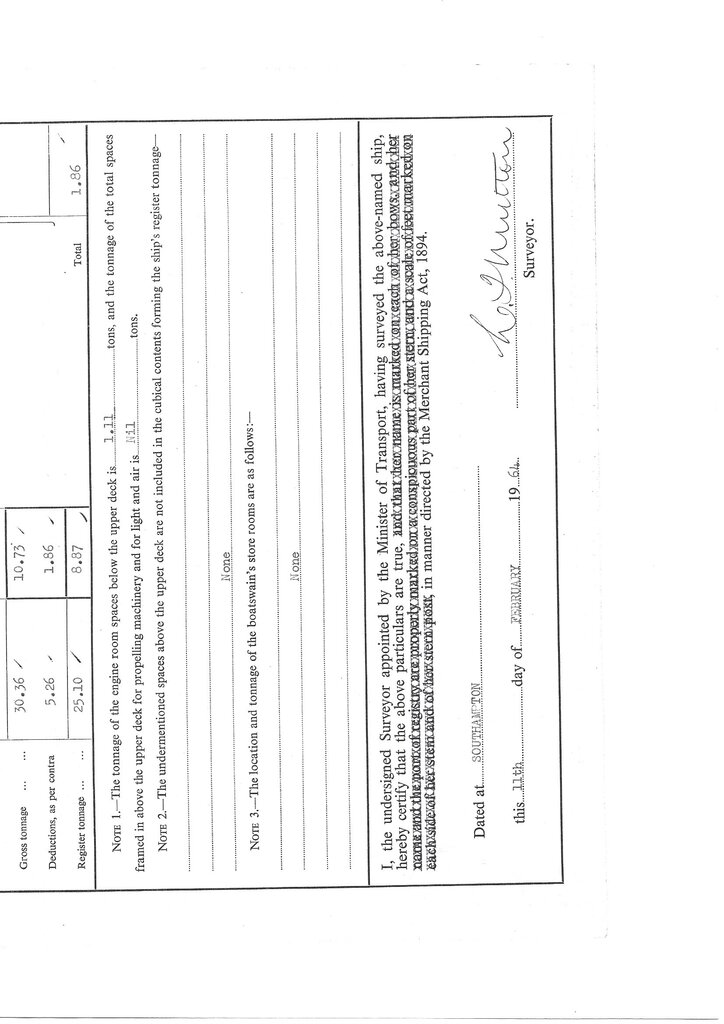 Gross tonnage ... ... 30.36 ✓ 10.73 ✓
Deductions, as per contra 5.26 ✓ 1.86 ✓
Register tonnage ... ... 25.10 ✓ 8.87 ✓ Total 1.86 ✓
NOTE 1.—The tonnage of the engine room spaces below the upper deck is 1.11 tons, and the tonnage of the total spaces
framed in above the upper deck for propelling machinery and for light and air is Nil tons.
NOTE 2.—The undermentioned spaces above the upper deck are not included in the cubical contents forming the ship's register tonnage—
None
NOTE 3.—The location and tonnage of the boatswain's store rooms are as follows:—
None
I, the undersigned Surveyor appointed by the Minister of Transport, having surveyed the above-named ship,
hereby certify that the above particulars are true, and that her name is marked on each of her bows, and her
name and the port of registry are properly marked on a conspicuous part of her stern, and a scale of feet marked on
each side of her stem and of her stern post, in manner directed by the Merchant Shipping Act, 1894.
Dated at SOUTHAMPTON
this 11th day of FEBRUARY 19 64.
Surveyor.